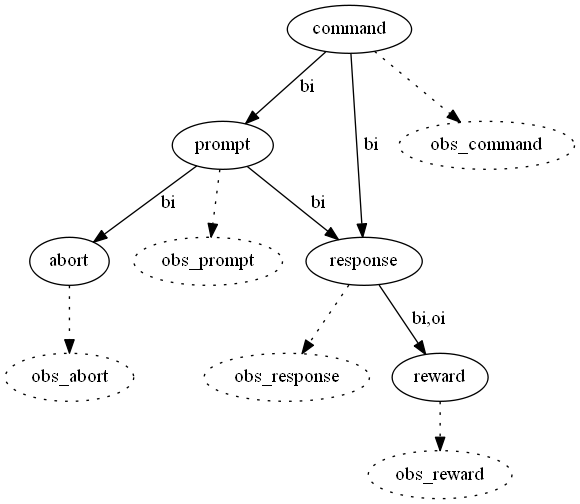 command
bi
prompt
bi
obs_command
bi
bi
abort
obs_prompt
response
bi,oi
obs_abort
obs_response
reward
obs_reward